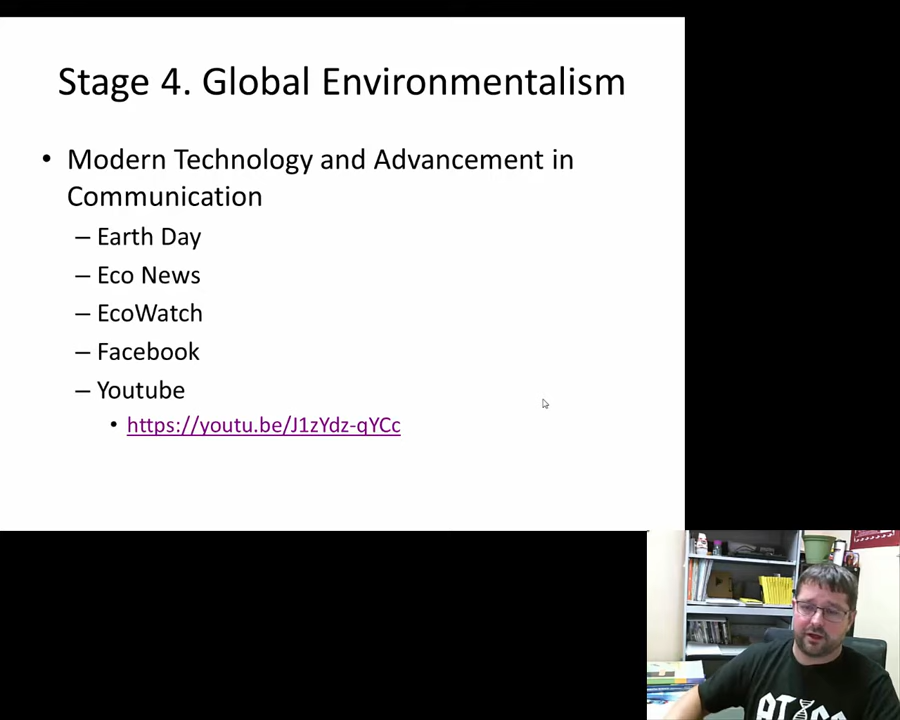 Stage 4. Global Environmentalism
• Modern Technology and Advancement in
Communication
– Earth Day
– Eco News
– EcoWatch
– Facebook
– Youtube
• https://youtu.be/J1zYdz-qYCc